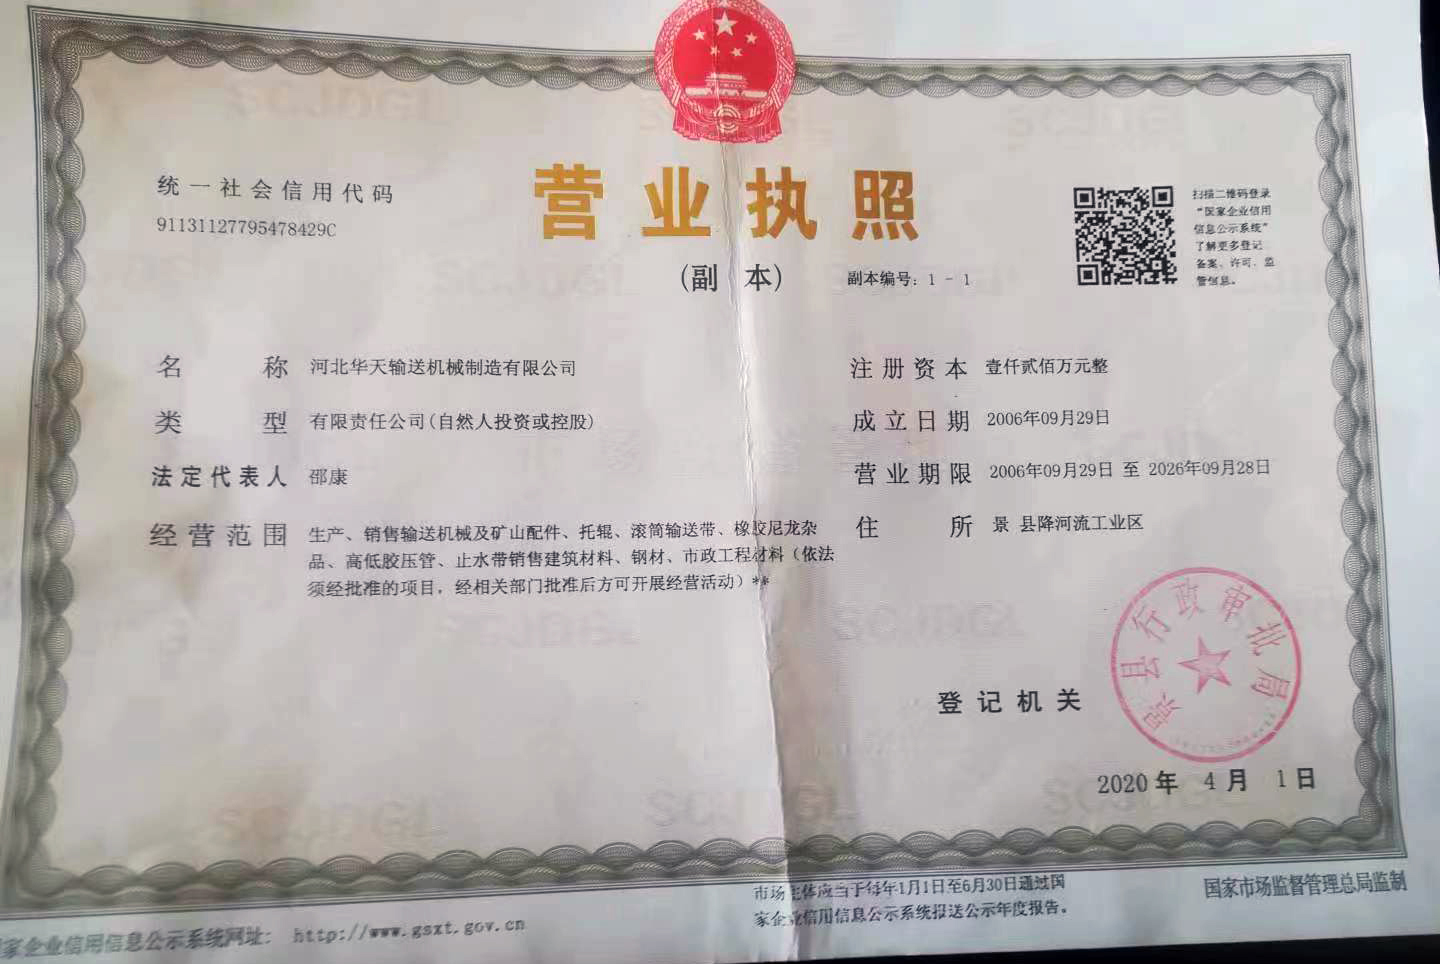 营业执照
(副 本)
副本编号：1 - 1
统一社会信用代码
91131127795478429C
扫描二维码登录
“国家企业信用
信息公示系统”
了解更多登记、
备案、许可、监
管信息。
名 称 河北华天输送机械制造有限公司
类 型 有限责任公司(自然人投资或控股)
法定代表人 邵康
经营范围 生产、销售输送机械及矿山配件、托辊、滚筒输送带、橡胶尼龙杂
品、高低胶压管、止水带销售建筑材料、钢材、市政工程材料（依法
须经批准的项目，经相关部门批准后方可开展经营活动）**
注册资本 壹仟贰佰万元整
成立日期 2006年09月29日
营业期限 2006年09月29日 至 2026年09月28日
住 所 景 县降河流工业区
登记机关
景县行政审批局
2020年 4月 1日
家企业信用信息公示系统网址： http://www.gsxt.gov.cn
市场主体应当于每年1月1日至6月30日通过国
家企业信用信息公示系统报送公示年度报告。
国家市场监督管理总局监制
SCJDGL